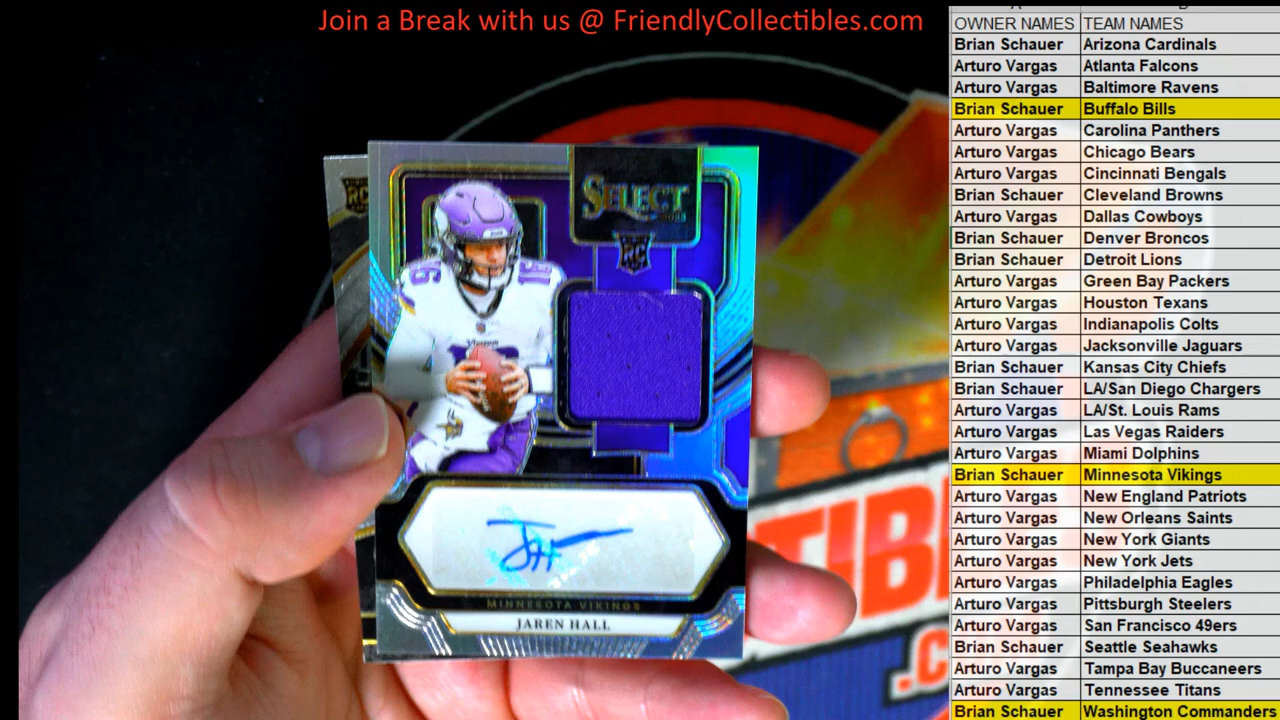 Join a Break with us @ FriendlyCollectibles.com
OWNER NAMES TEAM NAMES
Brian Schauer Arizona Cardinals
Arturo Vargas Atlanta Falcons
Arturo Vargas Baltimore Ravens
Brian Schauer Buffalo Bills
Arturo Vargas Carolina Panthers
Arturo Vargas Chicago Bears
Arturo Vargas Cincinnati Bengals
Brian Schauer Cleveland Browns
Arturo Vargas Dallas Cowboys
Brian Schauer Denver Broncos
Brian Schauer Detroit Lions
Arturo Vargas Green Bay Packers
Arturo Vargas Houston Texans
Arturo Vargas Indianapolis Colts
Arturo Vargas Jacksonville Jaguars
Brian Schauer Kansas City Chiefs
Brian Schauer LA/San Diego Chargers
Arturo Vargas LA/St. Louis Rams
Arturo Vargas Las Vegas Raiders
Arturo Vargas Miami Dolphins
Brian Schauer Minnesota Vikings
Arturo Vargas New England Patriots
Arturo Vargas New Orleans Saints
Arturo Vargas New York Giants
Arturo Vargas New York Jets
Arturo Vargas Philadelphia Eagles
Arturo Vargas Pittsburgh Steelers
Arturo Vargas San Francisco 49ers
Brian Schauer Seattle Seahawks
Arturo Vargas Tampa Bay Buccaneers
Arturo Vargas Tennessee Titans
Brian Schauer Washington Commanders
RC
SELECT
2023
RC
16
JH
MINNESOTA VIKINGS
JAREN HALL
TIB
.C